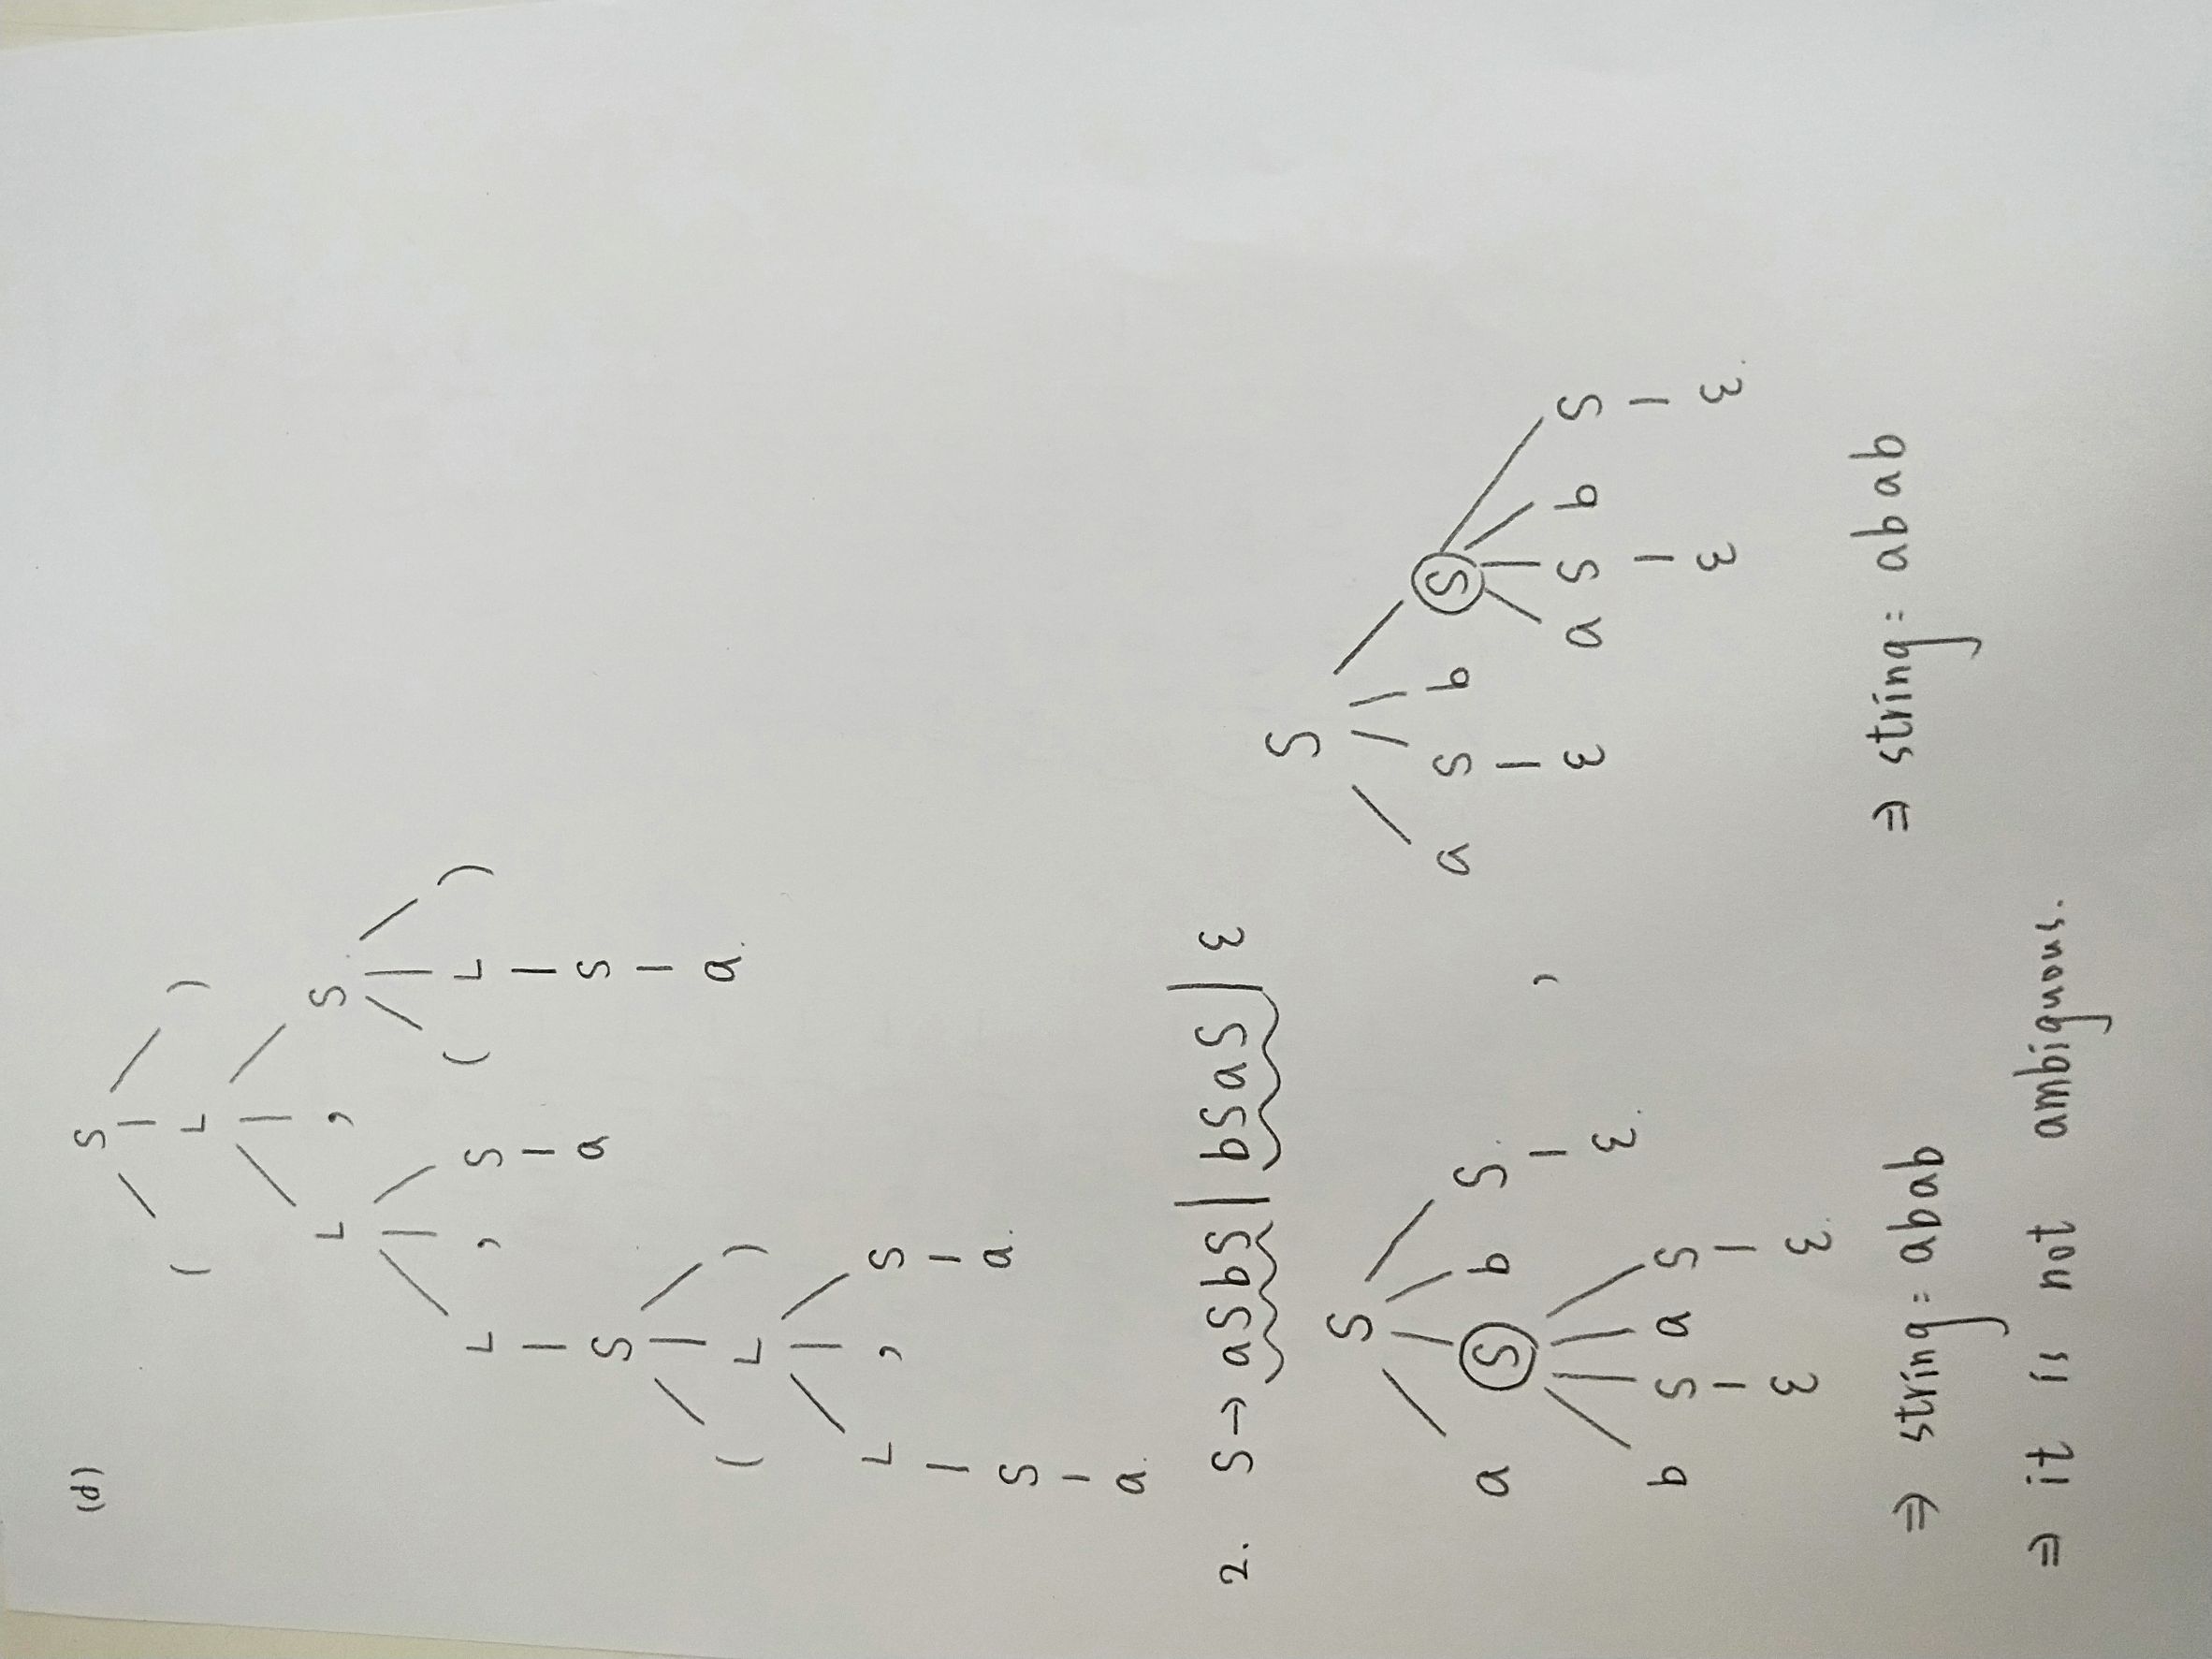 (d)
S
( L )
L , S
L , S ( L )
S a S
( L ) a.
L , S
S a.
a.
2. S → aSbS | bSaS | ε
S
S
a S b S
a S b S.
,
ε a S b S
ε.
b S a S
ε ε.
ε ε.
⇒ string = abab
⇒ string = abab
⇒ it is not ambiguous.